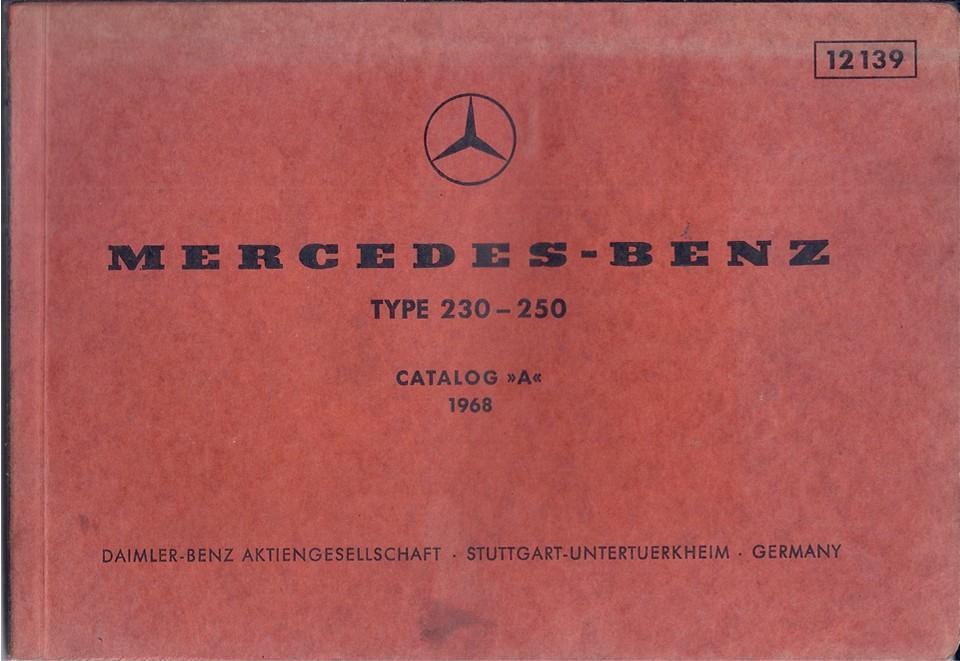 12139
MERCEDES-BENZ
TYPE 230–250
CATALOG »A«
1968
DAIMLER-BENZ AKTIENGESELLSCHAFT · STUTTGART-UNTERTUERKHEIM · GERMANY